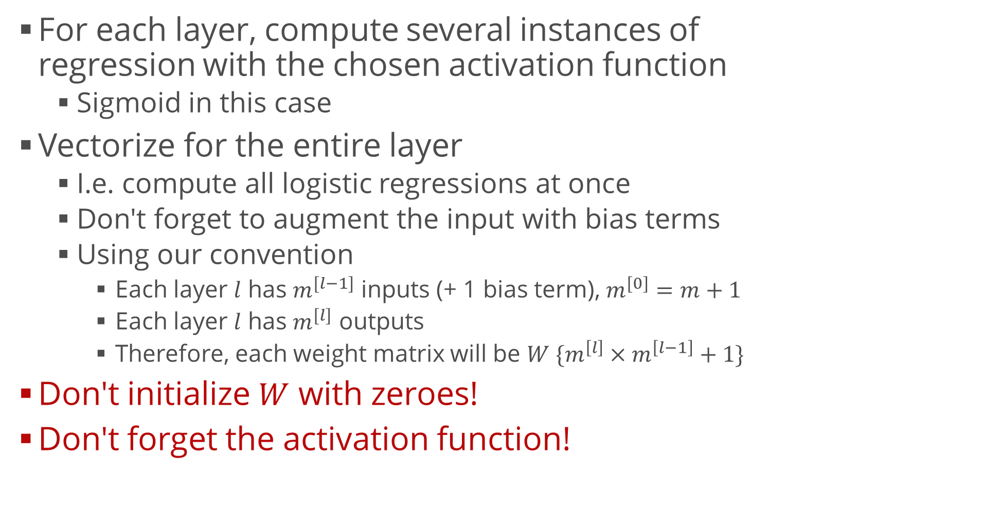 ▪ For each layer, compute several instances of
regression with the chosen activation function
▪ Sigmoid in this case
▪ Vectorize for the entire layer
▪ I.e. compute all logistic regressions at once
▪ Don't forget to augment the input with bias terms
▪ Using our convention
▪ Each layer $l$ has $m^{[l-1]}$ inputs (+ 1 bias term), $m^{[0]} = m + 1$
▪ Each layer $l$ has $m^{[l]}$ outputs
▪ Therefore, each weight matrix will be $W$ $\{m^{[l]} \times m^{[l-1]} + 1\}$
▪ Don't initialize $W$ with zeroes!
▪ Don't forget the activation function!